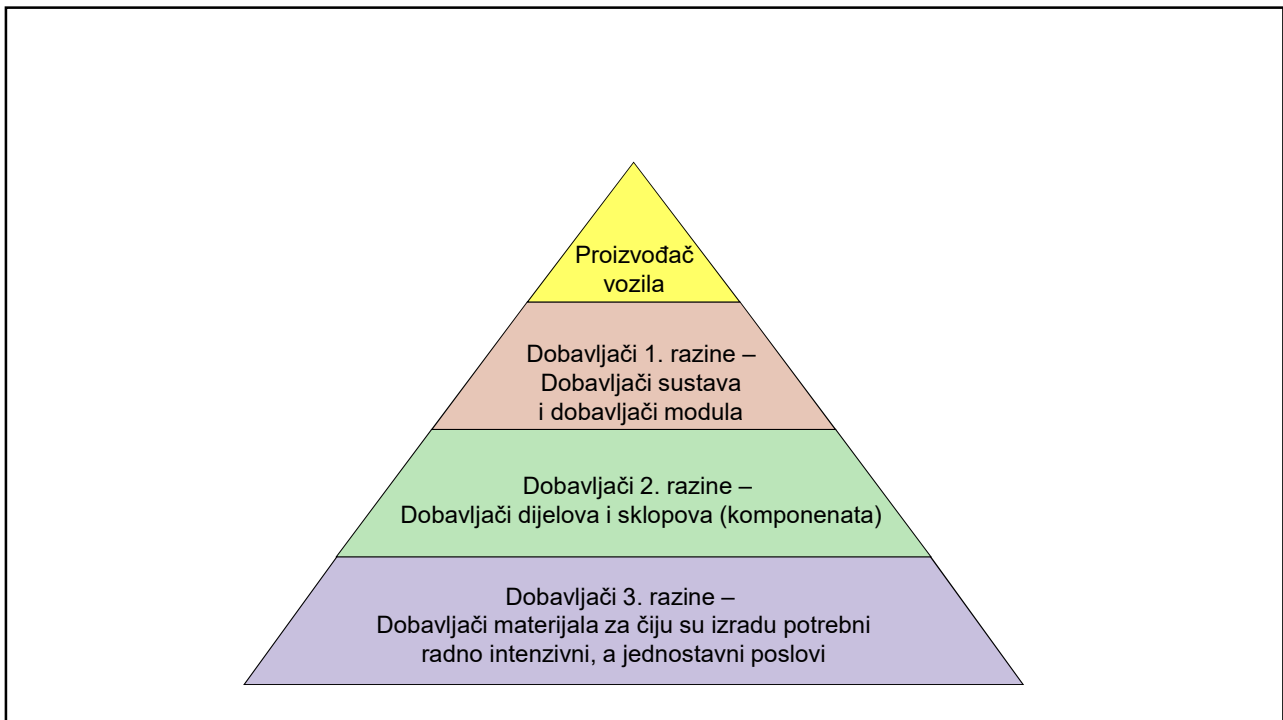 Proizvođač
vozila
Dobavljači 1. razine –
Dobavljači sustava
i dobavljači modula
Dobavljači 2. razine –
Dobavljači dijelova i sklopova (komponenata)
Dobavljači 3. razine –
Dobavljači materijala za čiju su izradu potrebni
radno intenzivni, a jednostavni poslovi